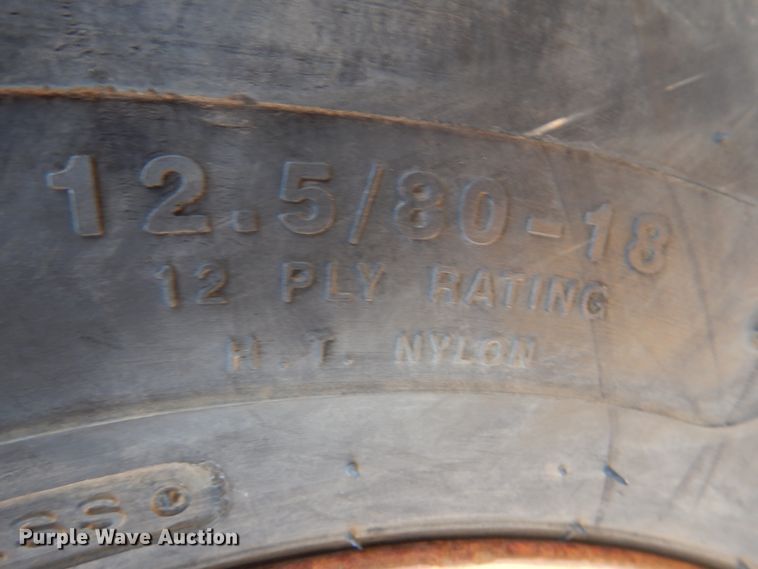 12.5/80-18
12 PLY RATING
H.T. NYLON
Purple Wave Auction